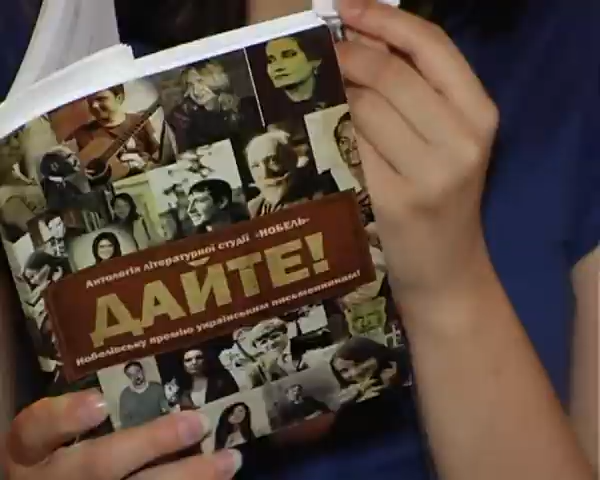 Антологія літературної студії «НОБЕЛЬ»
ДАЙТЕ!
Нобелівську премію українським письменникам!